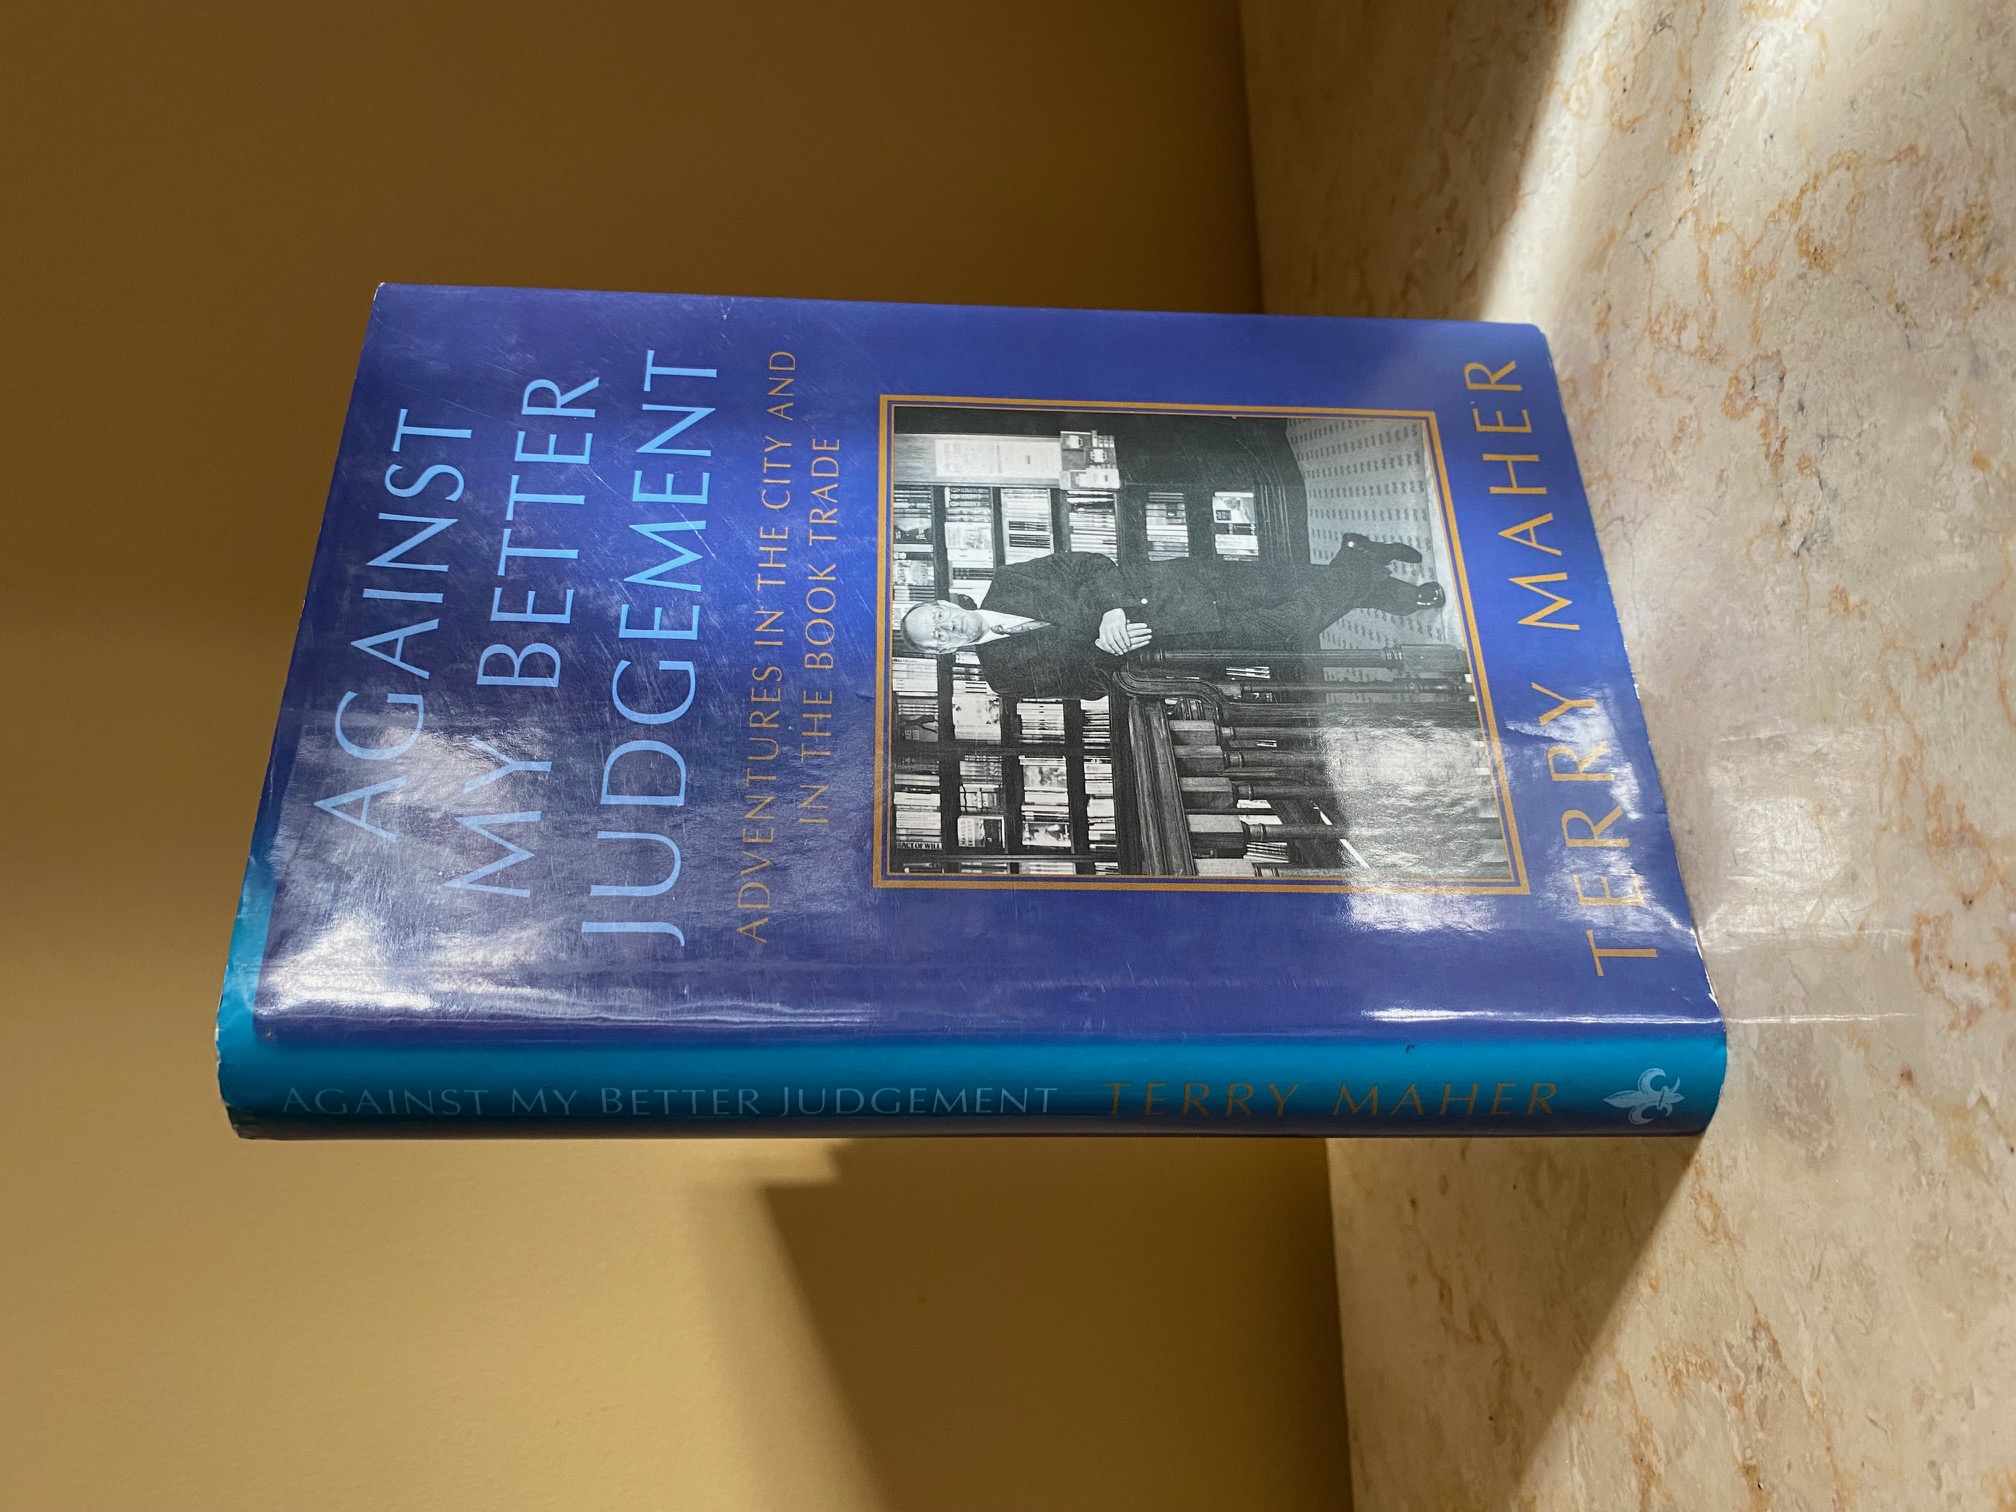 AGAINST
MY BETTER
JUDGEMENT
ADVENTURES IN THE CITY AND
IN THE BOOK TRADE
TERRY MAHER
AGAINST MY BETTER JUDGEMENT TERRY MAHER